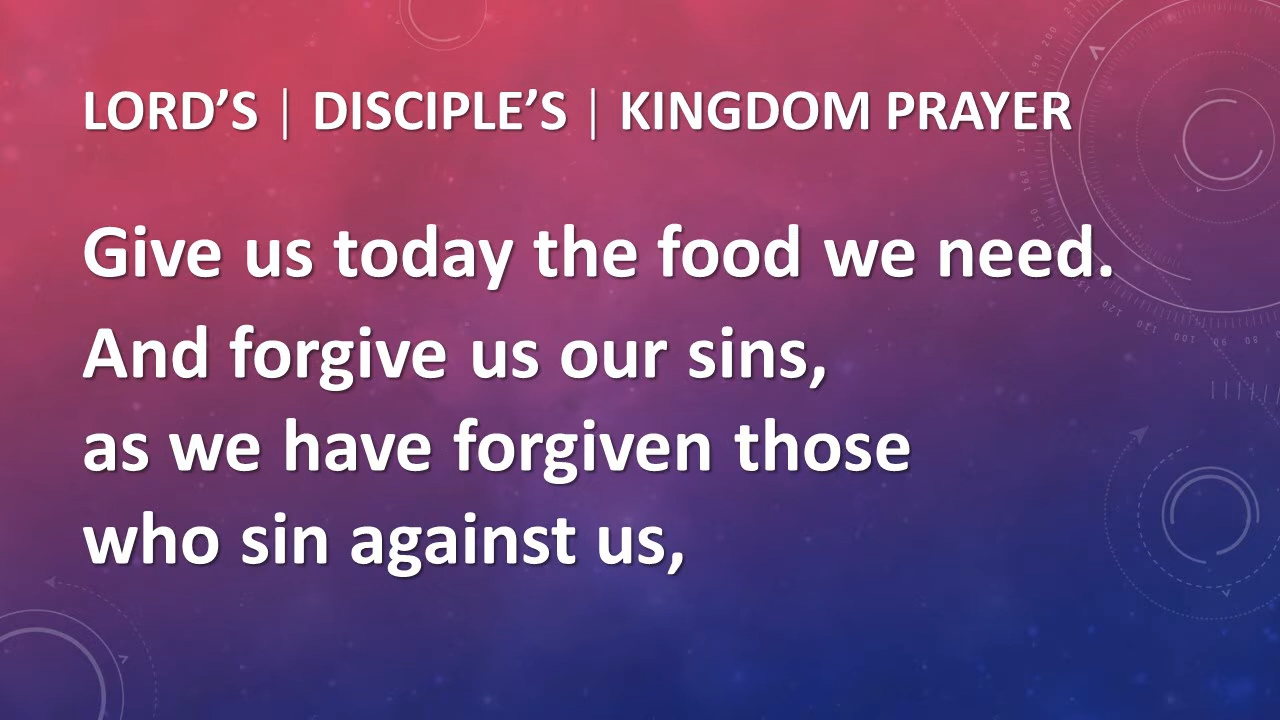 LORD’S | DISCIPLE’S | KINGDOM PRAYER
Give us today the food we need.
And forgive us our sins,
as we have forgiven those
who sin against us,